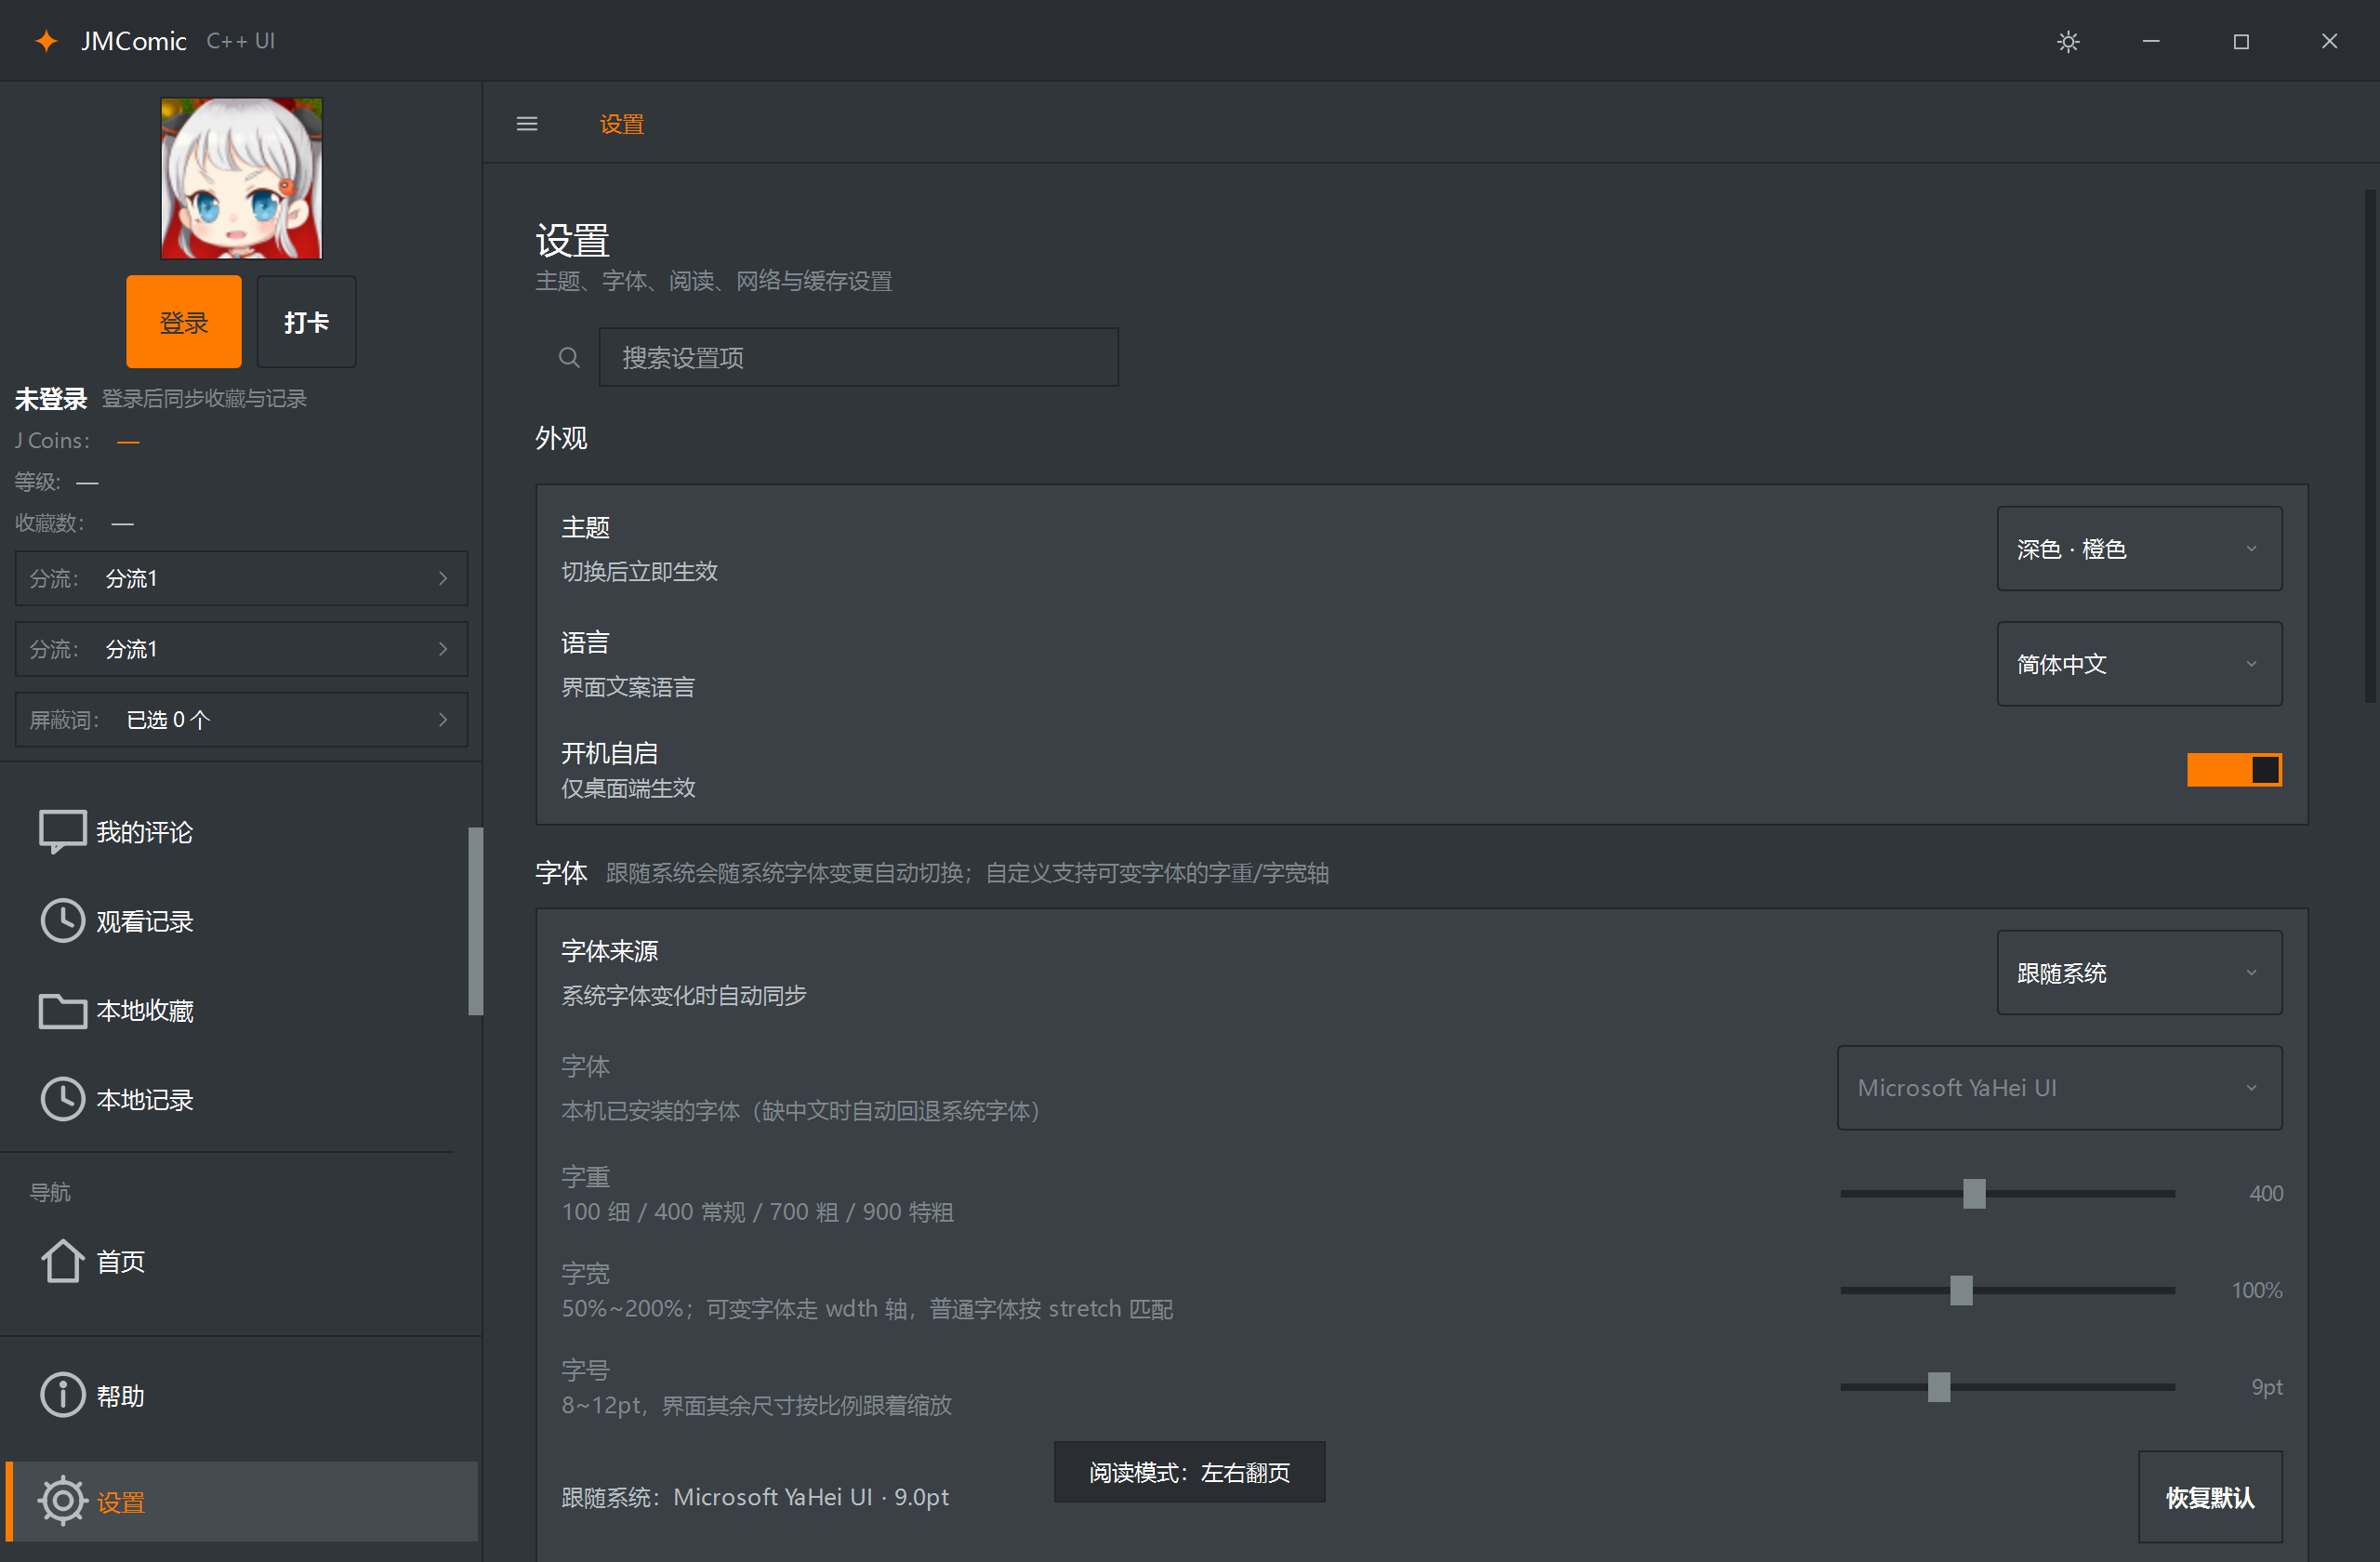 JMComic C++ UI
登录
打卡
未登录 登录后同步收藏与记录
J Coins: —
等级: —
收藏数: —
分流: 分流1
分流: 分流1
屏蔽词: 已选 0 个
我的评论
观看记录
本地收藏
本地记录
导航
首页
帮助
设置
设置
设置
主题、字体、阅读、网络与缓存设置
搜索设置项
外观
主题
切换后立即生效
深色 · 橙色
语言
界面文案语言
简体中文
开机自启
仅桌面端生效
字体 跟随系统会随系统字体变更自动切换；自定义支持可变字体的字重/字宽轴
字体来源
系统字体变化时自动同步
跟随系统
字体
本机已安装的字体（缺中文时自动回退系统字体）
Microsoft YaHei UI
字重
100 细 / 400 常规 / 700 粗 / 900 特粗
400
字宽
50%~200%；可变字体走 wdth 轴，普通字体按 stretch 匹配
100%
字号
8~12pt，界面其余尺寸按比例跟着缩放
9pt
跟随系统：Microsoft YaHei UI · 9.0pt
阅读模式：左右翻页
恢复默认